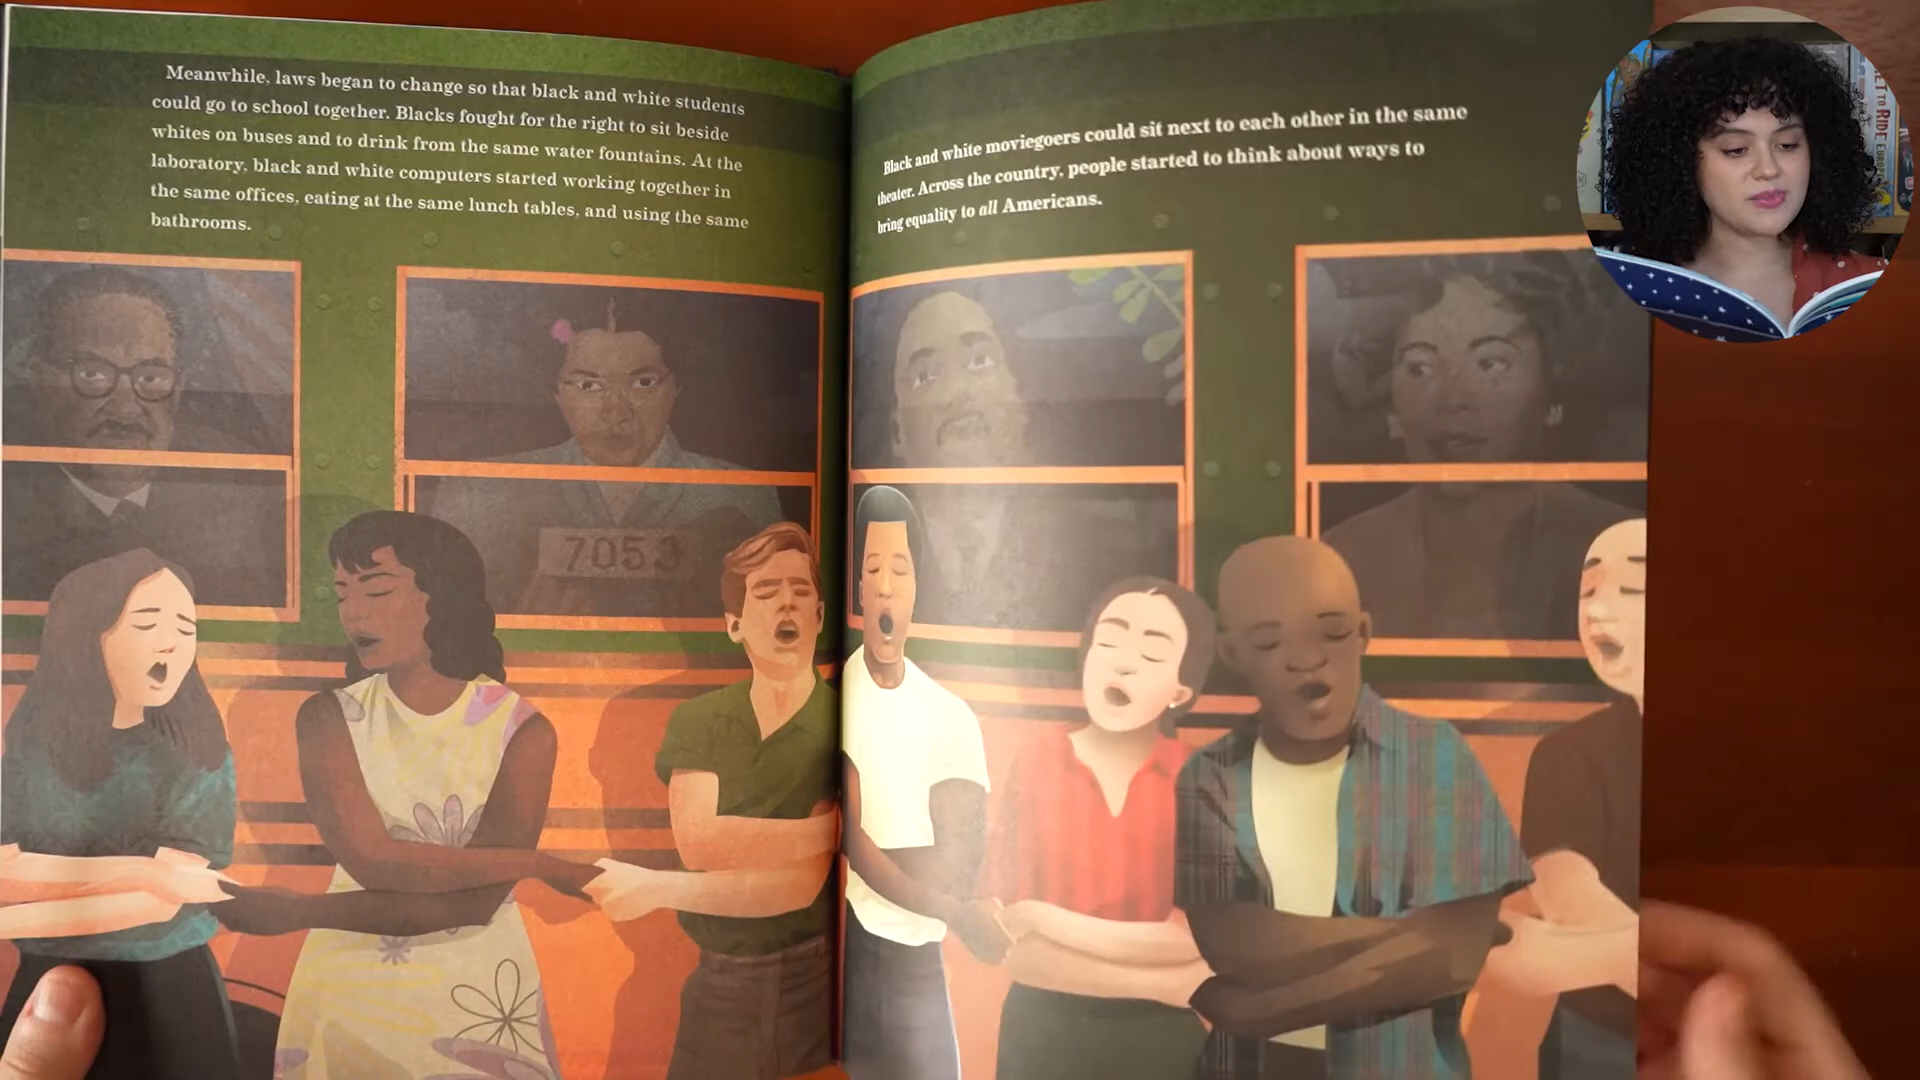 Meanwhile, laws began to change so that black and white students
could go to school together. Blacks fought for the right to sit beside
whites on buses and to drink from the same water fountains. At the
laboratory, black and white computers started working together in
the same offices, eating at the same lunch tables, and using the same
bathrooms.
Black and white moviegoers could sit next to each other in the same
theater. Across the country, people started to think about ways to
bring equality to all Americans.
7053
TO RIDE